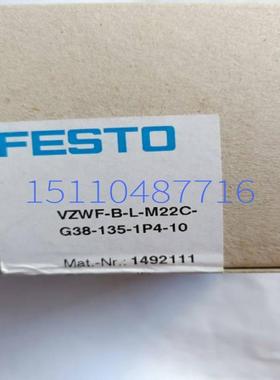 FESTO
15110487716
VZWF-B-L-M22C-
G38-135-1P4-10
Mat.-Nr.: 1492111